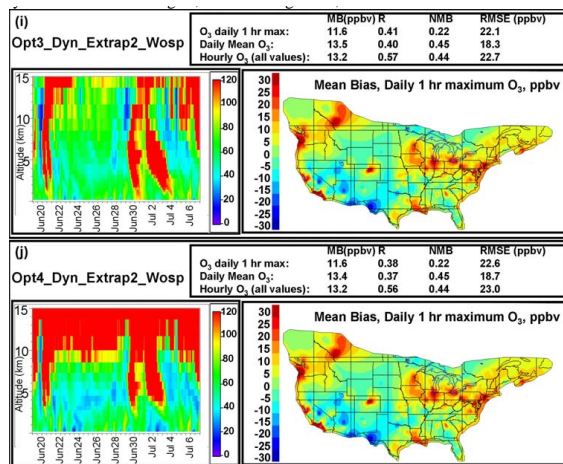 (i)
MB(ppbv) R NMB RMSE (ppbv)
O₃ daily 1 hr max: 11.6 0.41 0.22 22.1
Daily Mean O₃: 13.5 0.40 0.45 18.3
Hourly O₃ (all values): 13.2 0.57 0.44 22.7
Opt3_Dyn_Extrap2_Wosp
Mean Bias, Daily 1 hr maximum O₃, ppbv
Altitude (km)
15
10
5
Jun20 Jun22 Jun24 Jun26 Jun28 Jun30 Jul 2 Jul 4 Jul 6
120
100
80
60
40
20
0
30
25
20
15
10
5
0
-5
-10
-15
-20
-25
-30
(j)
MB(ppbv) R NMB RMSE (ppbv)
O₃ daily 1 hr max: 11.6 0.38 0.22 22.6
Daily Mean O₃: 13.4 0.37 0.45 18.7
Hourly O₃ (all values): 13.2 0.56 0.44 23.0
Opt4_Dyn_Extrap2_Wosp
Mean Bias, Daily 1 hr maximum O₃, ppbv
Altitude (km)
15
10
5
Jun20 Jun22 Jun24 Jun26 Jun28 Jun30 Jul 2 Jul 4 Jul 6
120
100
80
60
40
20
0
30
25
20
15
10
5
0
-5
-10
-15
-20
-25
-30